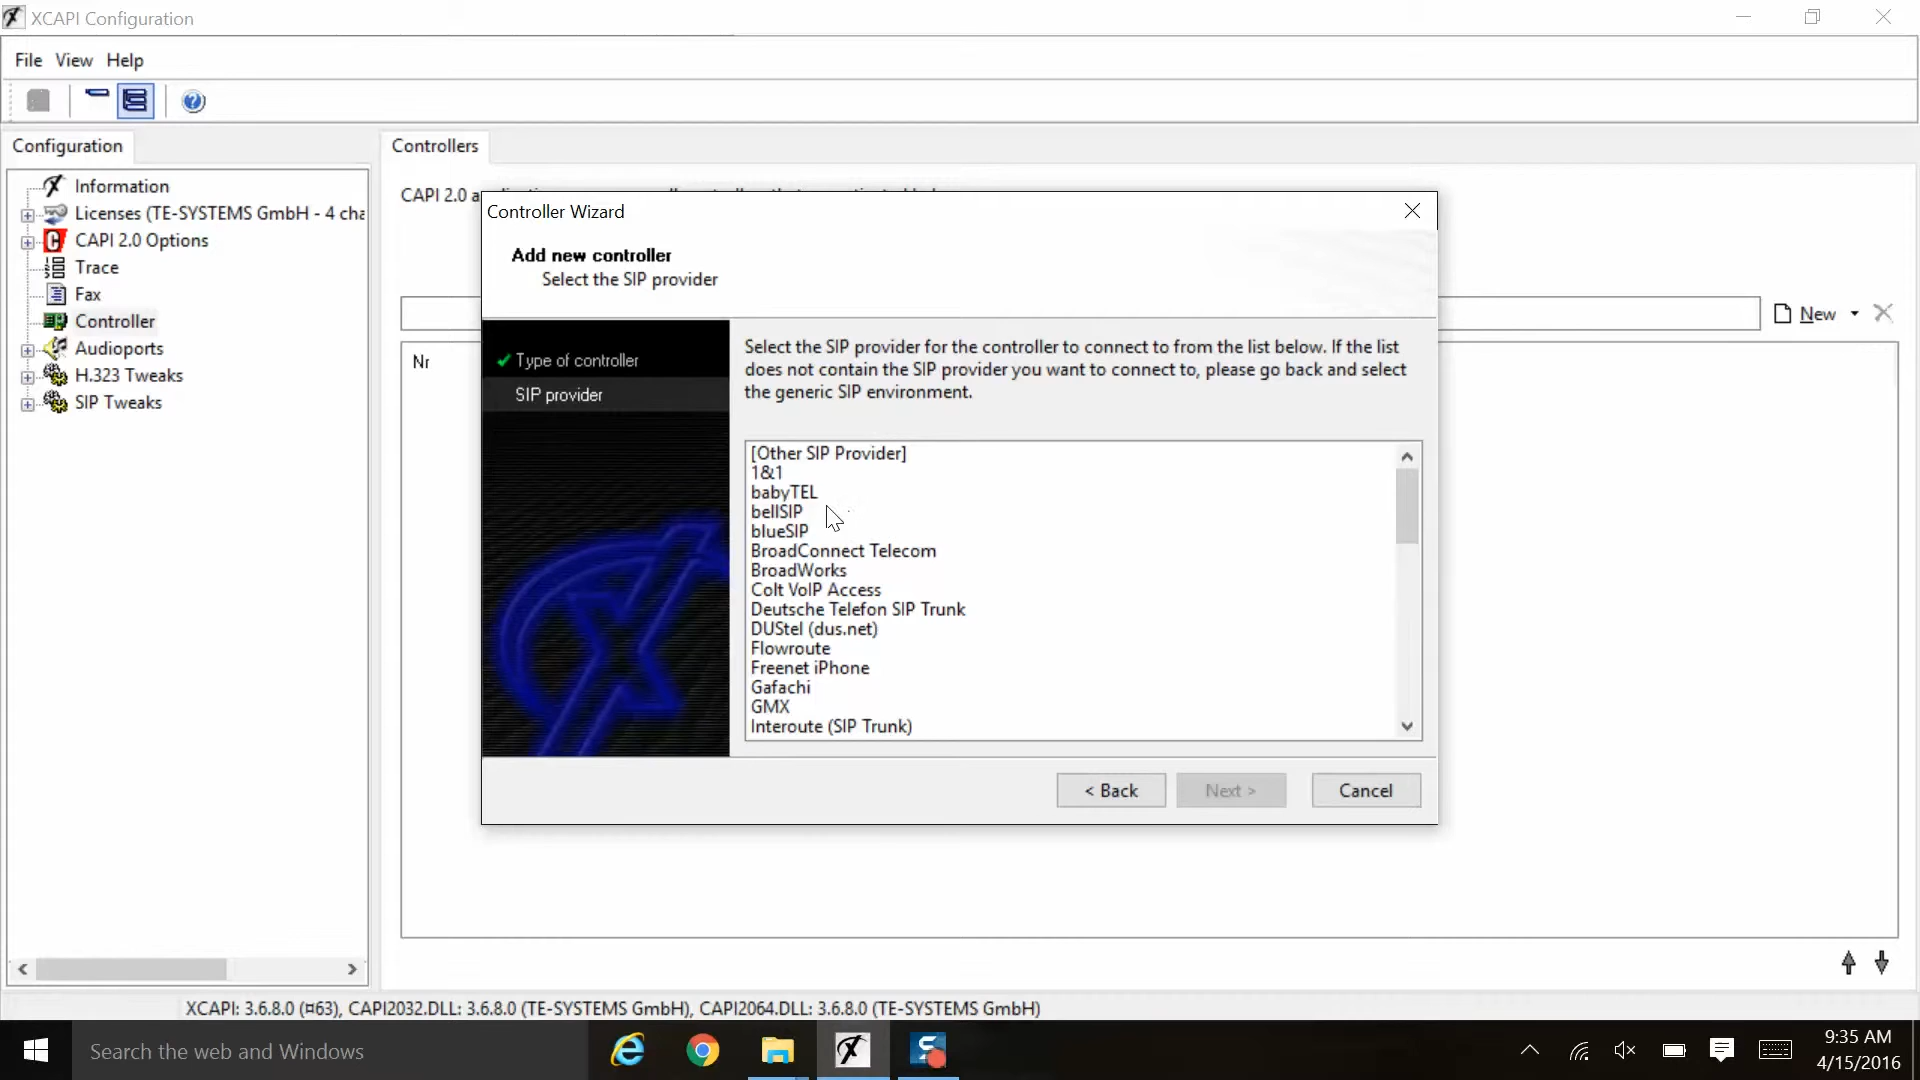 XCAPI Configuration
File View Help
Configuration
Controllers
Information
Licenses (TE-SYSTEMS GmbH - 4 cha
CAPI 2.0 Options
Trace
Fax
Controller
Audioports
H.323 Tweaks
SIP Tweaks
CAPI 2.0 a
New
Nr
Controller Wizard
Add new controller
Select the SIP provider
Type of controller
SIP provider
Select the SIP provider for the controller to connect to from the list below. If the list
does not contain the SIP provider you want to connect to, please go back and select
the generic SIP environment.
[Other SIP Provider]
1&1
babyTEL
bellSIP
blueSIP
BroadConnect Telecom
BroadWorks
Colt VoIP Access
Deutsche Telefon SIP Trunk
DUStel (dus.net)
Flowroute
Freenet iPhone
Gafachi
GMX
Interoute (SIP Trunk)
< Back
Next >
Cancel
XCAPI: 3.6.8.0 (¤63), CAPI2032.DLL: 3.6.8.0 (TE-SYSTEMS GmbH), CAPI2064.DLL: 3.6.8.0 (TE-SYSTEMS GmbH)
Search the web and Windows
9:35 AM
4/15/2016